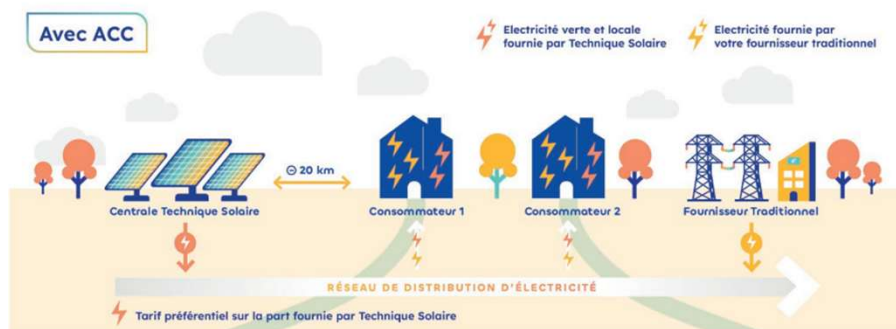 Avec ACC
Electricité verte et locale
fournie par Technique Solaire
Electricité fournie par
votre fournisseur traditionnel
20 km
Centrale Technique Solaire
Consommateur 1
Consommateur 2
Fournisseur Traditionnel
RÉSEAU DE DISTRIBUTION D'ÉLECTRICITÉ
Tarif préférentiel sur la part fournie par Technique Solaire